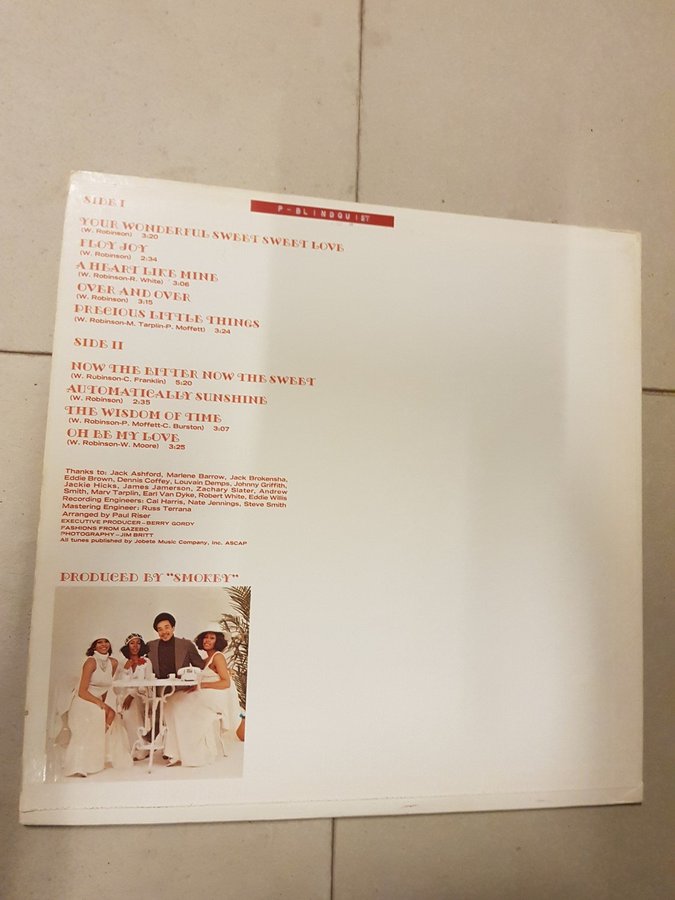 P-BLINDQUIST
SIDE I
YOUR WONDERFUL SWEET SWEET LOVE
(W. Robinson) 3:20
FLOY JOY
(W. Robinson) 2:34
A HEART LIKE MINE
(W. Robinson-R. White) 3:06
OVER AND OVER
(W. Robinson) 3:15
PRECIOUS LITTLE THINGS
(W. Robinson-M. Tarplin-P. Moffett) 3:24
SIDE II
NOW THE BITTER NOW THE SWEET
(W. Rubinson-C. Franklin) 5:20
AUTOMATICALLY SUNSHINE
(W. Robinson) 2:35
THE WISDOM OF TIME
(W. Robinson-P. Moffett-C. Burston) 3:07
OH BE MY LOVE
(W. Robinson-W. Moore) 3:25
Thanks to: Jack Ashford, Marlene Barrow, Jack Brokensha,
Eddie Brown, Dennis Coffey, Louvain Demps, Johnny Griffith,
Jackie Hicks, James Jamerson, Zachary Slater, Andrew
Smith, Marv Tarplin, Earl Van Dyke, Robert White, Eddie Willis
Recording Engineers: Cal Harris, Nate Jennings, Steve Smith
Mastering Engineer: Russ Terrana
Arranged by Paul Riser
EXECUTIVE PRODUCER-BERRY GORDY
FASHIONS FROM GAZEBO
PHOTOGRAPHY-JIM BRITT
All tunes published by Jobete Music Company, Inc. ASCAP
PRODUCED BY "SMOKEY"